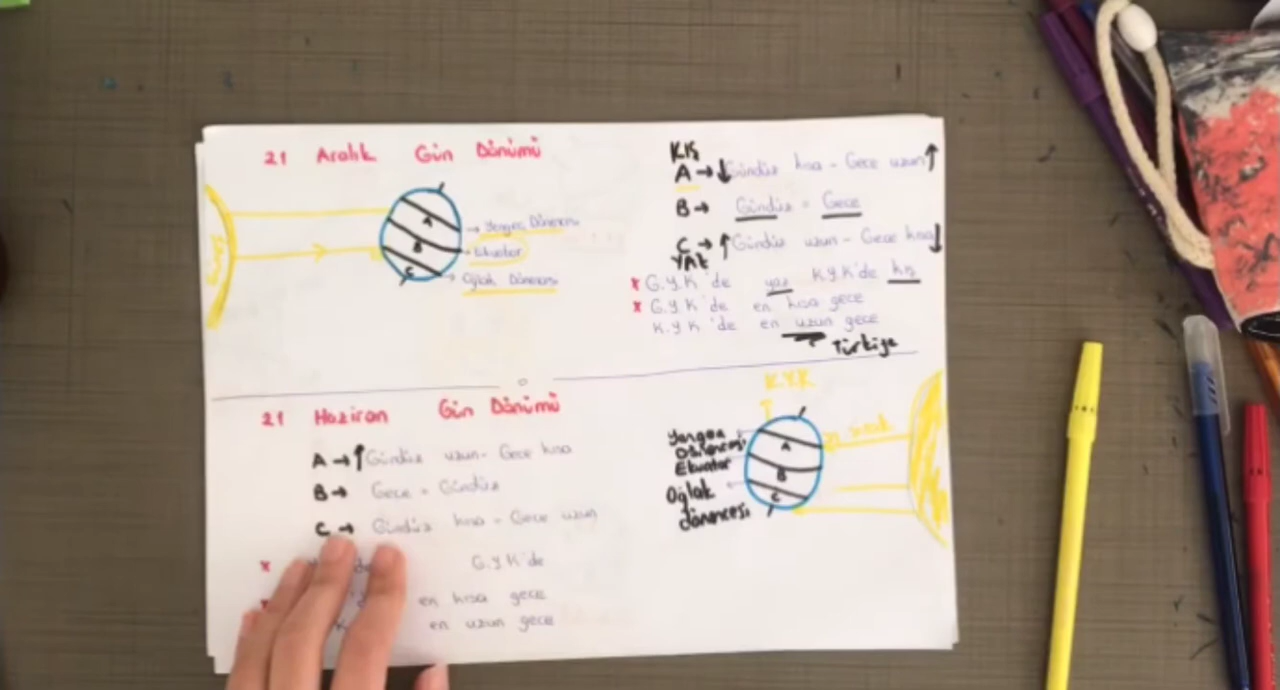 21 Aralık Gün Dönümü
Güneş
A
B
C
→ Yengeç Dönencesi
→ Ekvator
→ Oğlak Dönencesi
KIŞ
A → ↓ Gündüz kısa - Gece uzun ↑
B → Gündüz = Gece
C → ↑ Gündüz uzun - Gece kısa ↓
YAZ
x G.Y.K'de yaz K.Y.K'de kış
x G.Y.K'de en kısa gece
K.Y.K'de en uzun gece
Türkiye
21 Haziran Gün Dönümü
A → ↑ Gündüz uzun - Gece kısa
B → Gece = Gündüz
C → Gündüz kısa - Gece uzun
x G.Y.K'de
en kısa gece
en uzun gece
K.Y.K
Yengeç
Dönencesi
Ekvator
Oğlak
dönencesi
A
B
C